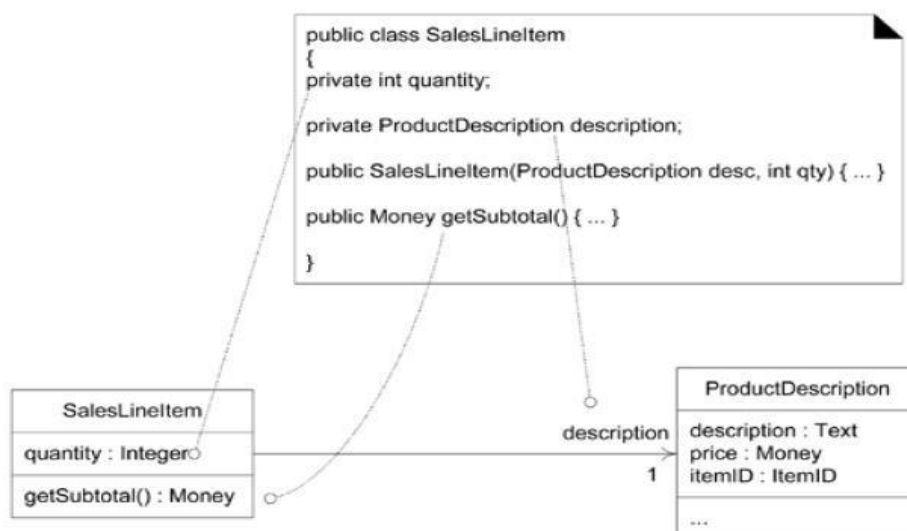 public class SalesLineItem
{
private int quantity;
private ProductDescription description;
public SalesLineItem(ProductDescription desc, int qty) { ... }
public Money getSubtotal() { ... }
}
SalesLineItem
quantity : Integer
getSubtotal() : Money
description
1
ProductDescription
description : Text
price : Money
itemID : ItemID
...